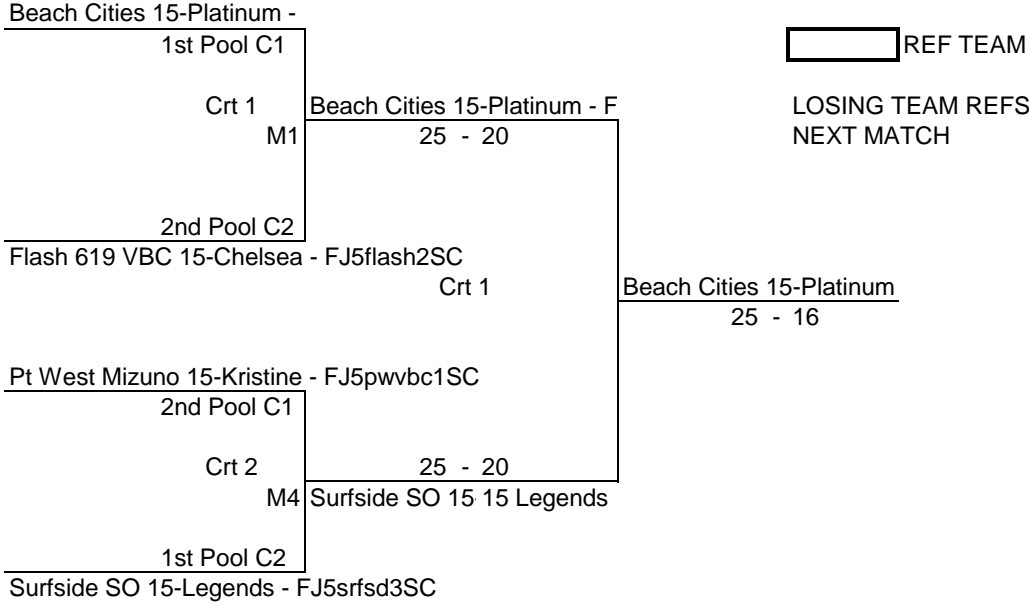 Beach Cities 15-Platinum -
1st Pool C1
REF TEAM
Crt 1
Beach Cities 15-Platinum - F
LOSING TEAM REFS
M1
25 - 20
NEXT MATCH
2nd Pool C2
Flash 619 VBC 15-Chelsea - FJ5flash2SC
Crt 1
Beach Cities 15-Platinum
25 - 16
Pt West Mizuno 15-Kristine - FJ5pwvbc1SC
2nd Pool C1
Crt 2
25 - 20
M4
Surfside SO 15 15 Legends
1st Pool C2
Surfside SO 15-Legends - FJ5srfsd3SC